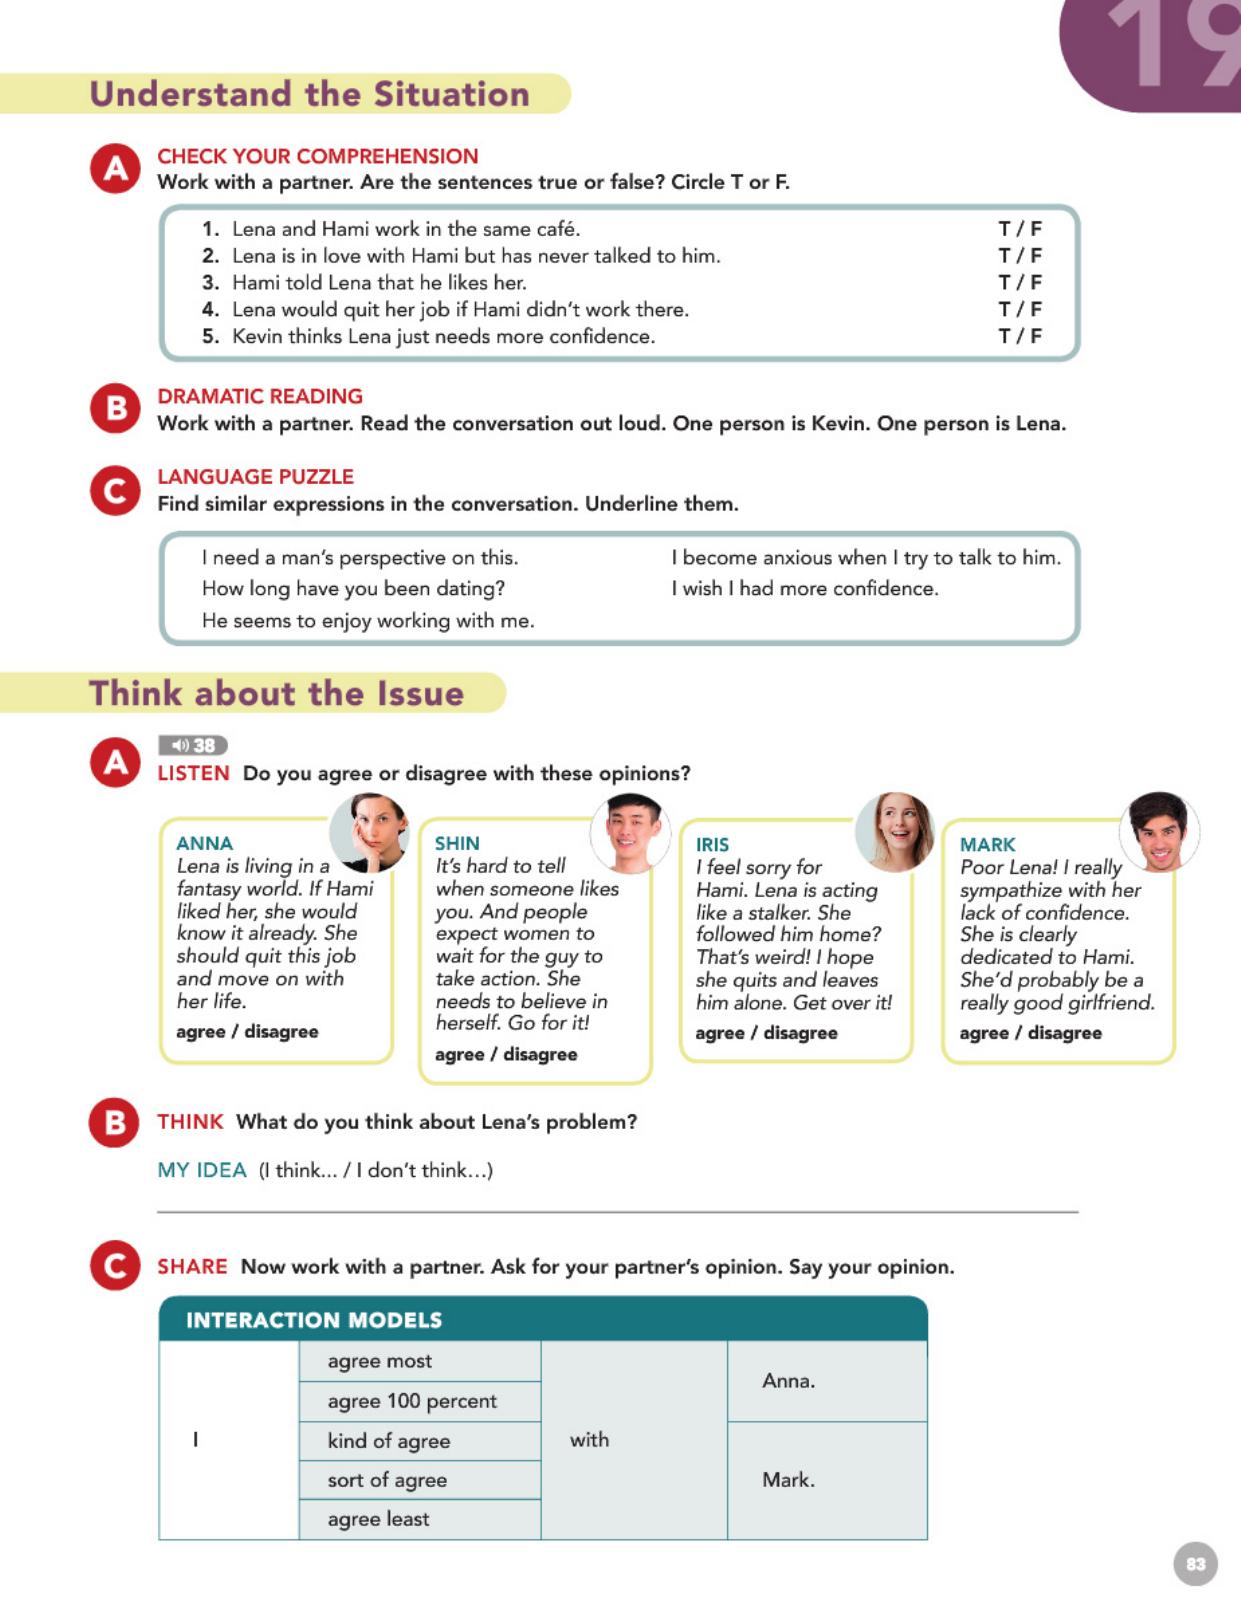 19
Understand the Situation
A
CHECK YOUR COMPREHENSION
Work with a partner. Are the sentences true or false? Circle T or F.
1. Lena and Hami work in the same café. T / F
2. Lena is in love with Hami but has never talked to him. T / F
3. Hami told Lena that he likes her. T / F
4. Lena would quit her job if Hami didn't work there. T / F
5. Kevin thinks Lena just needs more confidence. T / F
B
DRAMATIC READING
Work with a partner. Read the conversation out loud. One person is Kevin. One person is Lena.
C
LANGUAGE PUZZLE
Find similar expressions in the conversation. Underline them.
I need a man's perspective on this.
How long have you been dating?
He seems to enjoy working with me.
I become anxious when I try to talk to him.
I wish I had more confidence.
Think about the Issue
A
38
LISTEN Do you agree or disagree with these opinions?
ANNA
Lena is living in a
fantasy world. If Hami
liked her, she would
know it already. She
should quit this job
and move on with
her life.
agree / disagree
SHIN
It's hard to tell
when someone likes
you. And people
expect women to
wait for the guy to
take action. She
needs to believe in
herself. Go for it!
agree / disagree
IRIS
I feel sorry for
Hami. Lena is acting
like a stalker. She
followed him home?
That's weird! I hope
she quits and leaves
him alone. Get over it!
agree / disagree
MARK
Poor Lena! I really
sympathize with her
lack of confidence.
She is clearly
dedicated to Hami.
She'd probably be a
really good girlfriend.
agree / disagree
B
THINK What do you think about Lena's problem?
MY IDEA (I think... / I don't think...)
C
SHARE Now work with a partner. Ask for your partner's opinion. Say your opinion.
INTERACTION MODELS
I
agree most
agree 100 percent
kind of agree
sort of agree
agree least
with
Anna.
Mark.
83